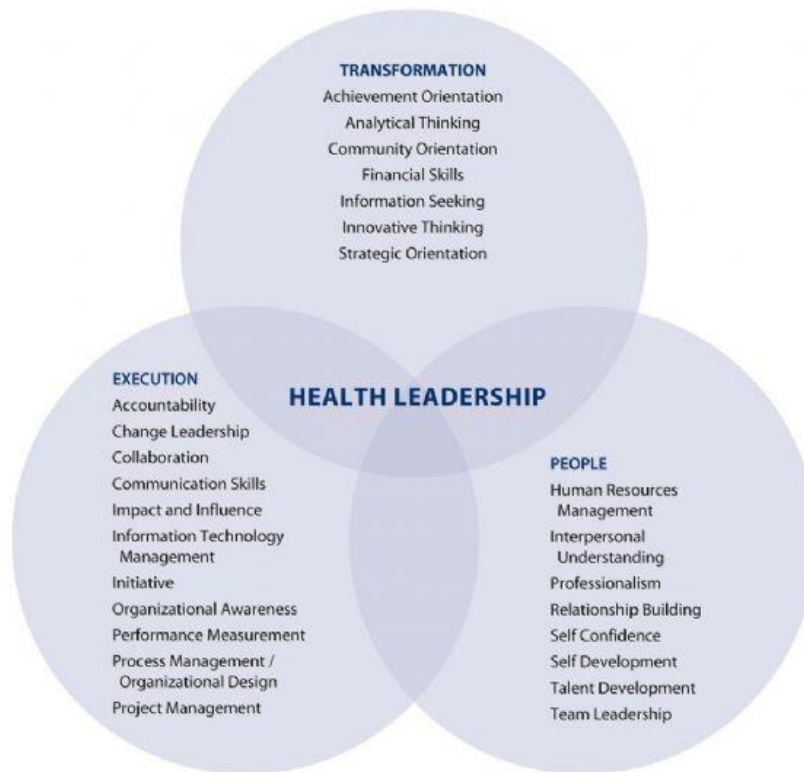 TRANSFORMATION
Achievement Orientation
Analytical Thinking
Community Orientation
Financial Skills
Information Seeking
Innovative Thinking
Strategic Orientation
HEALTH LEADERSHIP
EXECUTION
Accountability
Change Leadership
Collaboration
Communication Skills
Impact and Influence
Information Technology
Management
Initiative
Organizational Awareness
Performance Measurement
Process Management /
Organizational Design
Project Management
PEOPLE
Human Resources
Management
Interpersonal
Understanding
Professionalism
Relationship Building
Self Confidence
Self Development
Talent Development
Team Leadership